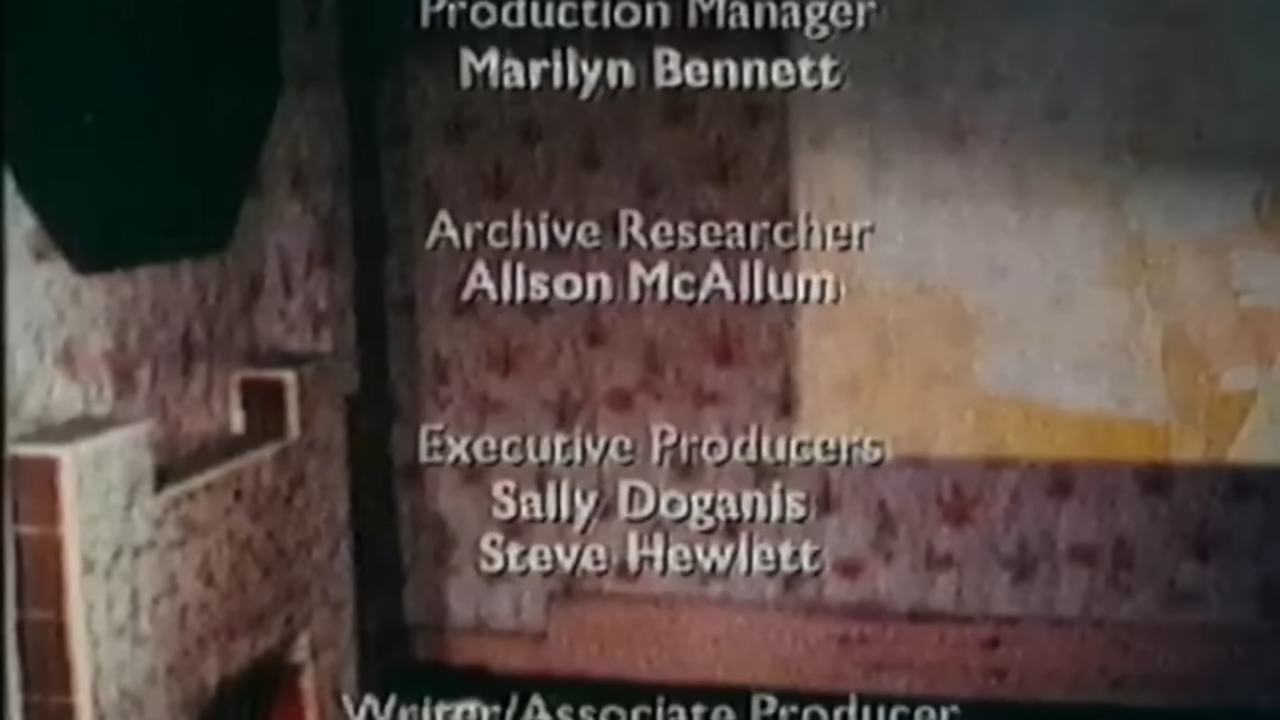 Production Manager
Marilyn Bennett
Archive Researcher
Alison McAllum
Executive Producers
Sally Doganis
Steve Hewlett
Writer/Associate Producer